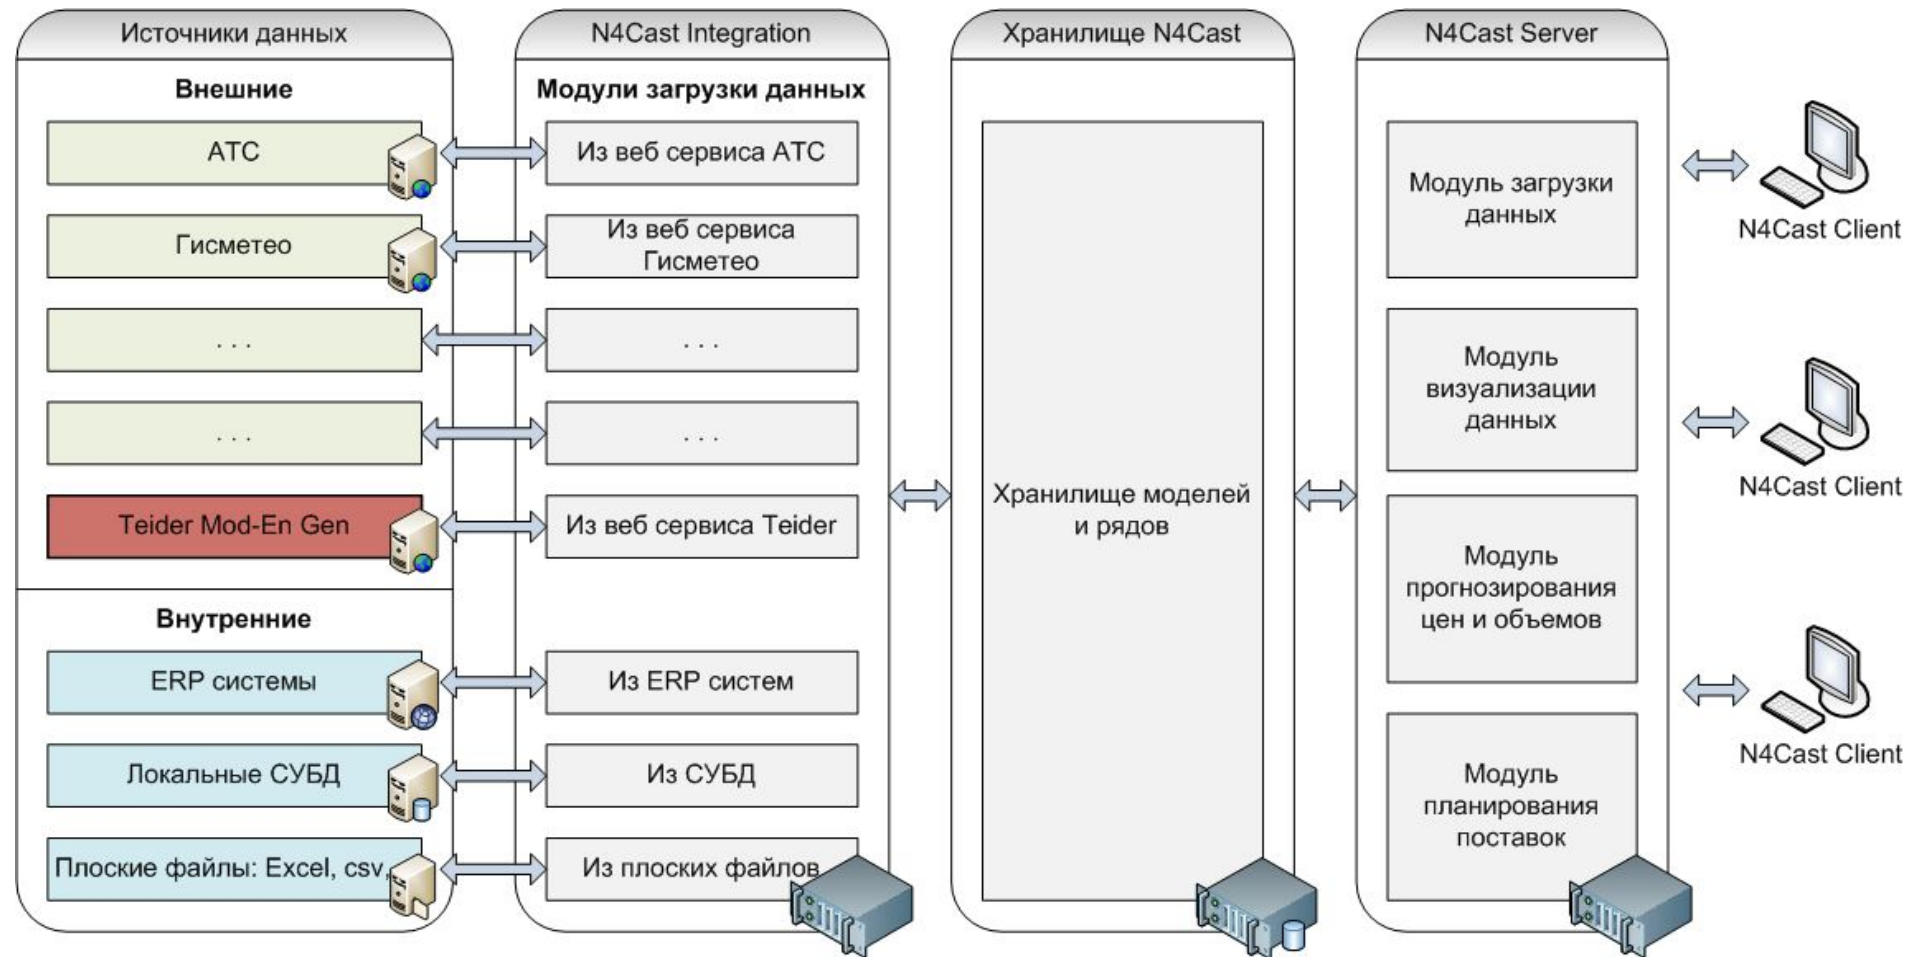 Источники данных
Внешние
АТС
Гисметео
. . .
. . .
Teider Mod-En Gen
Внутренние
ERP системы
Локальные СУБД
Плоские файлы: Excel, csv,
N4Cast Integration
Модули загрузки данных
Из веб сервиса АТС
Из веб сервиса
Гисметео
. . .
. . .
Из веб сервиса Teider
Из ERP систем
Из СУБД
Из плоских файлов
Хранилище N4Cast
Хранилище моделей
и рядов
N4Cast Server
Модуль загрузки
данных
Модуль
визуализации
данных
Модуль
прогнозирования
цен и объемов
Модуль
планирования
поставок
N4Cast Client
N4Cast Client
N4Cast Client